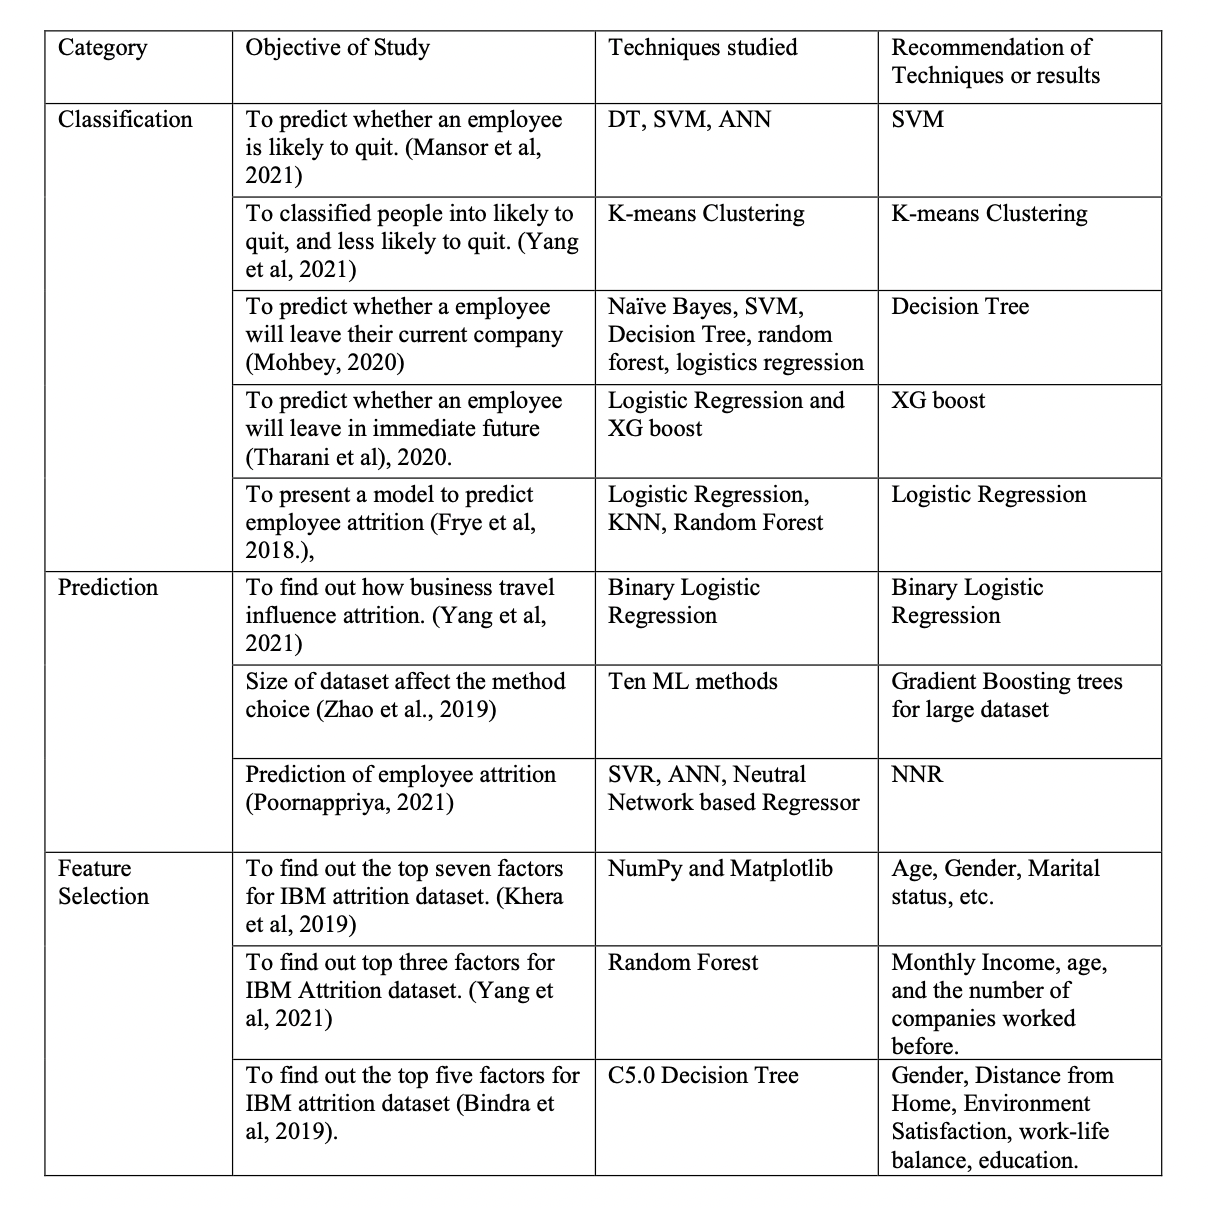 Category
Objective of Study
Techniques studied
Recommendation of
Techniques or results
Classification
To predict whether an employee
is likely to quit. (Mansor et al,
2021)
DT, SVM, ANN
SVM
To classified people into likely to
quit, and less likely to quit. (Yang
et al, 2021)
K-means Clustering
K-means Clustering
To predict whether a employee
will leave their current company
(Mohbey, 2020)
Naïve Bayes, SVM,
Decision Tree, random
forest, logistics regression
Decision Tree
To predict whether an employee
will leave in immediate future
(Tharani et al), 2020.
Logistic Regression and
XG boost
XG boost
To present a model to predict
employee attrition (Frye et al,
2018.),
Logistic Regression,
KNN, Random Forest
Logistic Regression
Prediction
To find out how business travel
influence attrition. (Yang et al,
2021)
Binary Logistic
Regression
Binary Logistic
Regression
Size of dataset affect the method
choice (Zhao et al., 2019)
Ten ML methods
Gradient Boosting trees
for large dataset
Prediction of employee attrition
(Poornappriya, 2021)
SVR, ANN, Neutral
Network based Regressor
NNR
Feature
Selection
To find out the top seven factors
for IBM attrition dataset. (Khera
et al, 2019)
NumPy and Matplotlib
Age, Gender, Marital
status, etc.
To find out top three factors for
IBM Attrition dataset. (Yang et
al, 2021)
Random Forest
Monthly Income, age,
and the number of
companies worked
before.
To find out the top five factors for
IBM attrition dataset (Bindra et
al, 2019).
C5.0 Decision Tree
Gender, Distance from
Home, Environment
Satisfaction, work-life
balance, education.